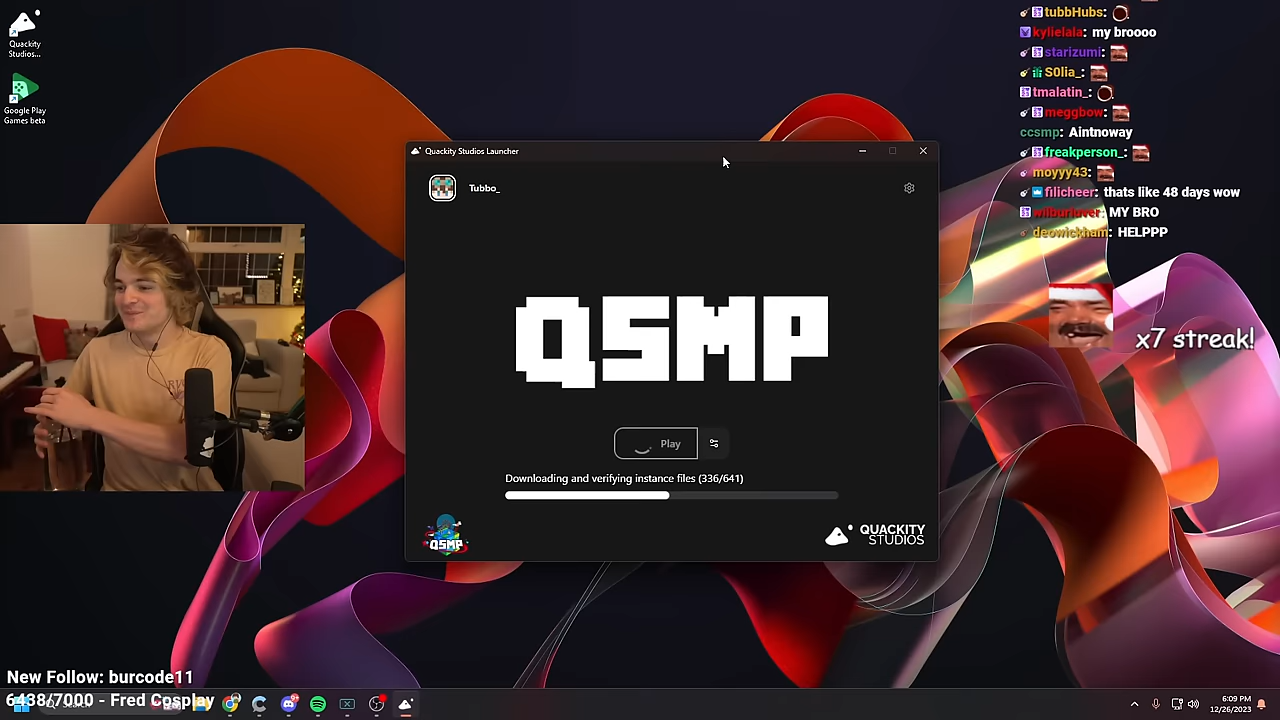 Quackity
Studios...
Google Play
Games beta
Quackity Studios Launcher
Tubbo_
QSMP
Play
Downloading and verifying instance files (336/641)
QSMP
QUACKITY
STUDIOS
tubbHubs:
kylielala: my broooo
starizumi:
S0lia_:
tmalatin_:
meggbow:
ccsmp: Aintnoway
freakperson_:
moyyy43:
filicheer: thats like 48 days wow
wilburluver: MY BRO
deowickham: HELPPP
x7 streak!
New Follow: burcode11
6438/7000 - Fred Cosplay
6:09 PM
12/26/2023